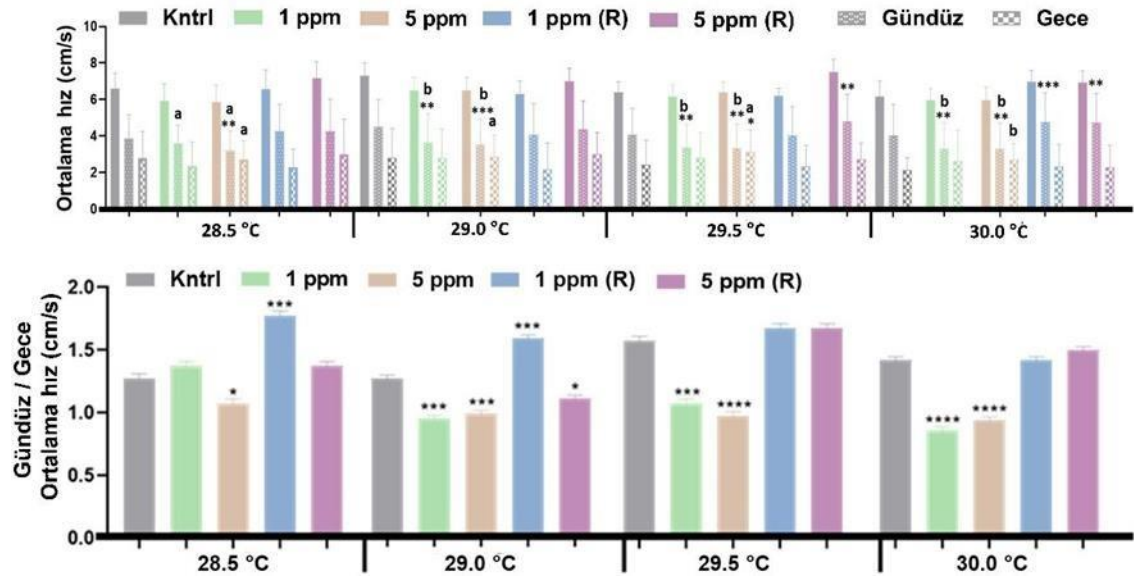 Kntrl 1 ppm 5 ppm 1 ppm (R) 5 ppm (R) Gündüz Gece
Ortalama hız (cm/s)
10
8
6
4
2
0
a a ** a b ** b *** a b ** b ** a * ** b ** b ** b *** **
28.5 °C 29.0 °C 29.5 °C 30.0 °C
Kntrl 1 ppm 5 ppm 1 ppm (R) 5 ppm (R)
Gündüz / Gece
Ortalama hız (cm/s)
2.0
1.5
1.0
0.5
0.0
* *** *** *** *** * *** **** **** ****
28.5 °C 29.0 °C 29.5 °C 30.0 °C